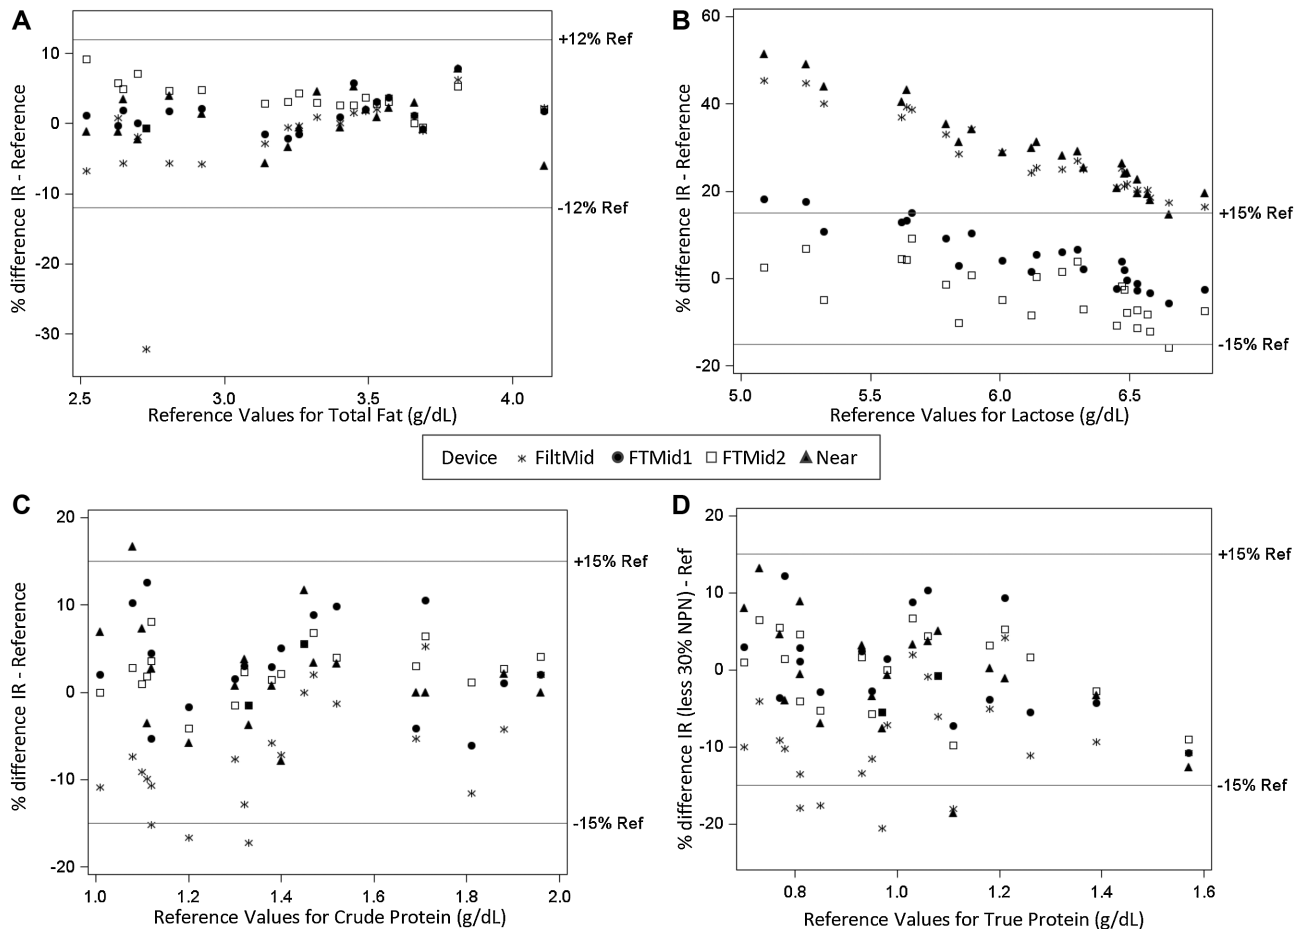 A
+12% Ref
-12% Ref
10
0
-10
-20
-30
% difference IR - Reference
2.5 3.0 3.5 4.0
Reference Values for Total Fat (g/dL)
B
60
40
20
0
-20
+15% Ref
-15% Ref
% difference IR - Reference
5.0 5.5 6.0 6.5
Reference Values for Lactose (g/dL)
Device FiltMid FTMid1 FTMid2 Near
C
20
10
0
-10
-20
+15% Ref
-15% Ref
% difference IR - Reference
1.0 1.2 1.4 1.6 1.8 2.0
Reference Values for Crude Protein (g/dL)
D
20
10
0
-10
-20
+15% Ref
-15% Ref
% difference IR (less 30% NPN) - Ref
0.8 1.0 1.2 1.4 1.6
Reference Values for True Protein (g/dL)